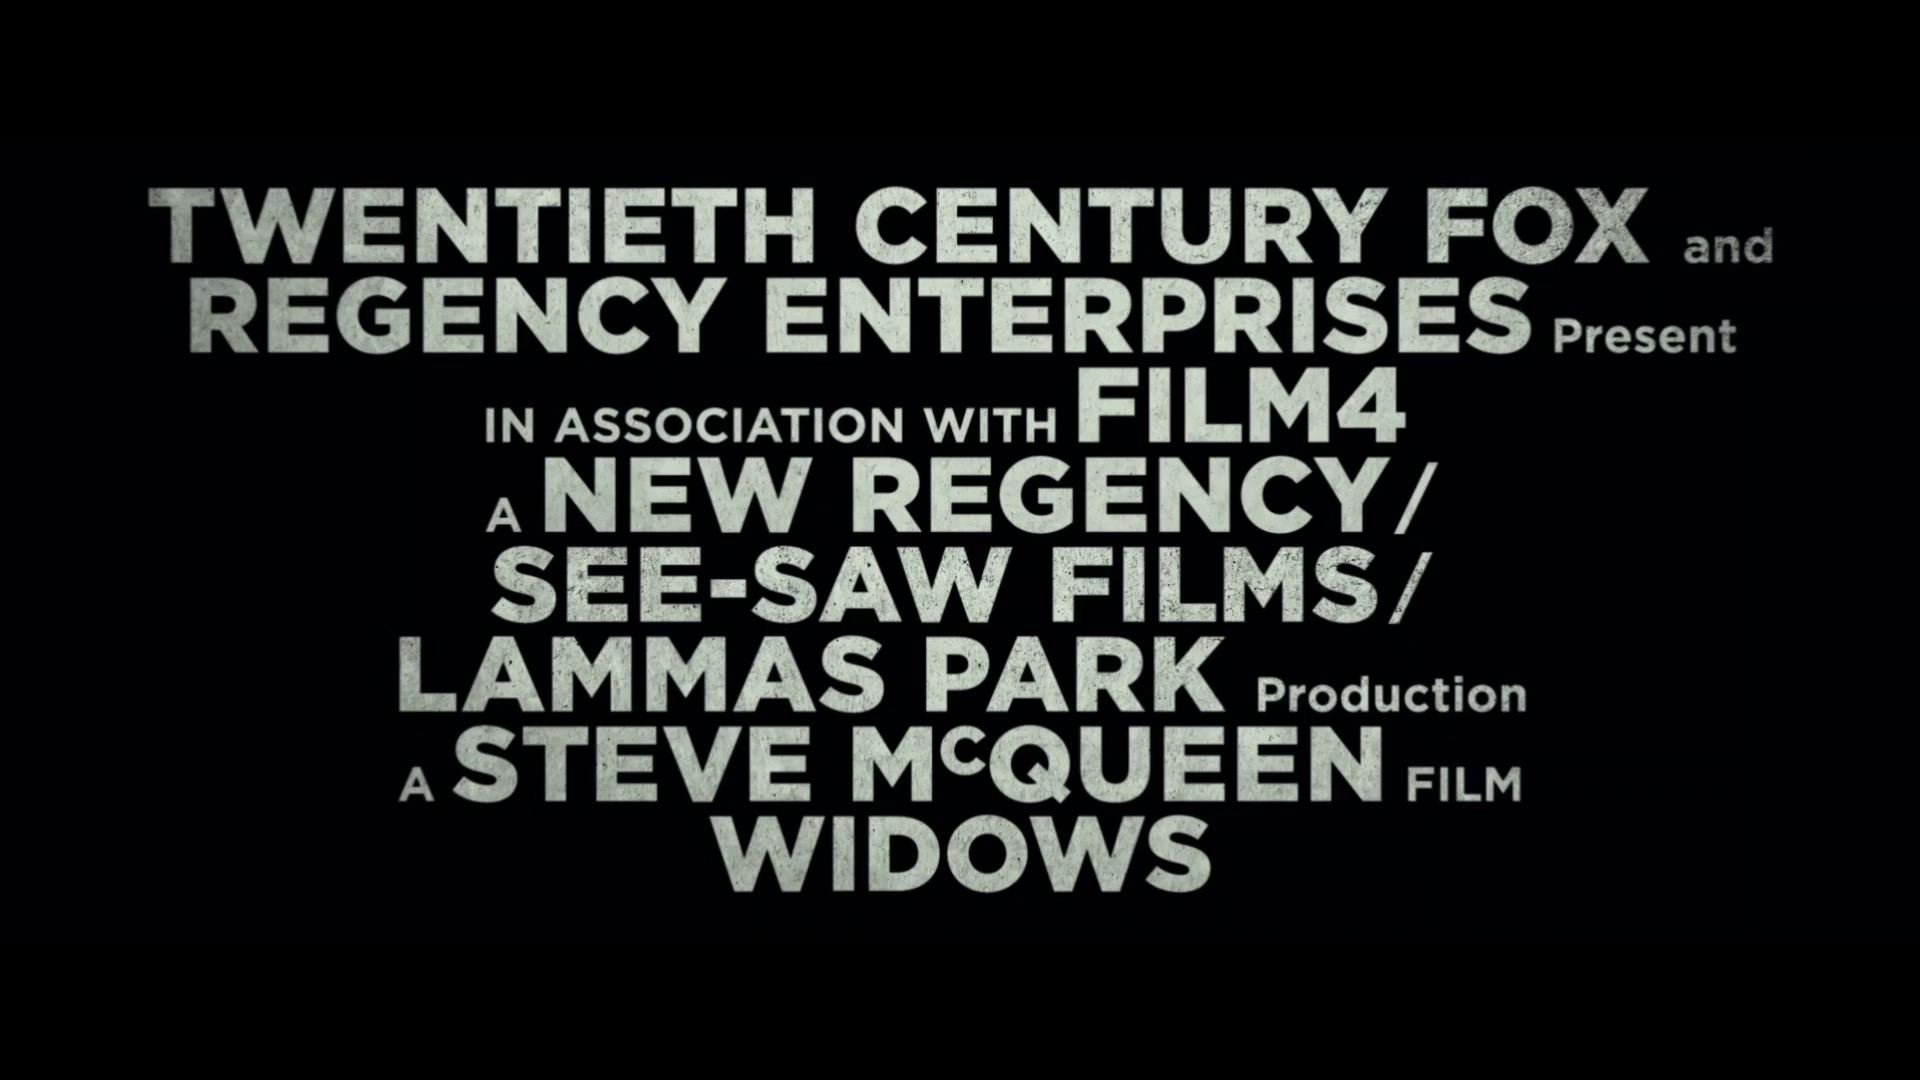 TWENTIETH CENTURY FOX and
REGENCY ENTERPRISES Present
IN ASSOCIATION WITH FILM4
A NEW REGENCY/
SEE-SAW FILMS/
LAMMAS PARK Production
A STEVE McQUEEN FILM
WIDOWS